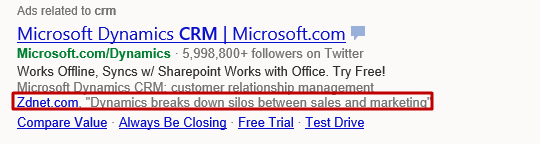 Ads related to crm
Microsoft Dynamics CRM | Microsoft.com
Microsoft.com/Dynamics · 5,998,800+ followers on Twitter
Works Offline, Syncs w/ Sharepoint Works with Office. Try Free!
Microsoft Dynamics CRM: customer relationship management
Zdnet.com, "Dynamics breaks down silos between sales and marketing"
Compare Value · Always Be Closing · Free Trial · Test Drive